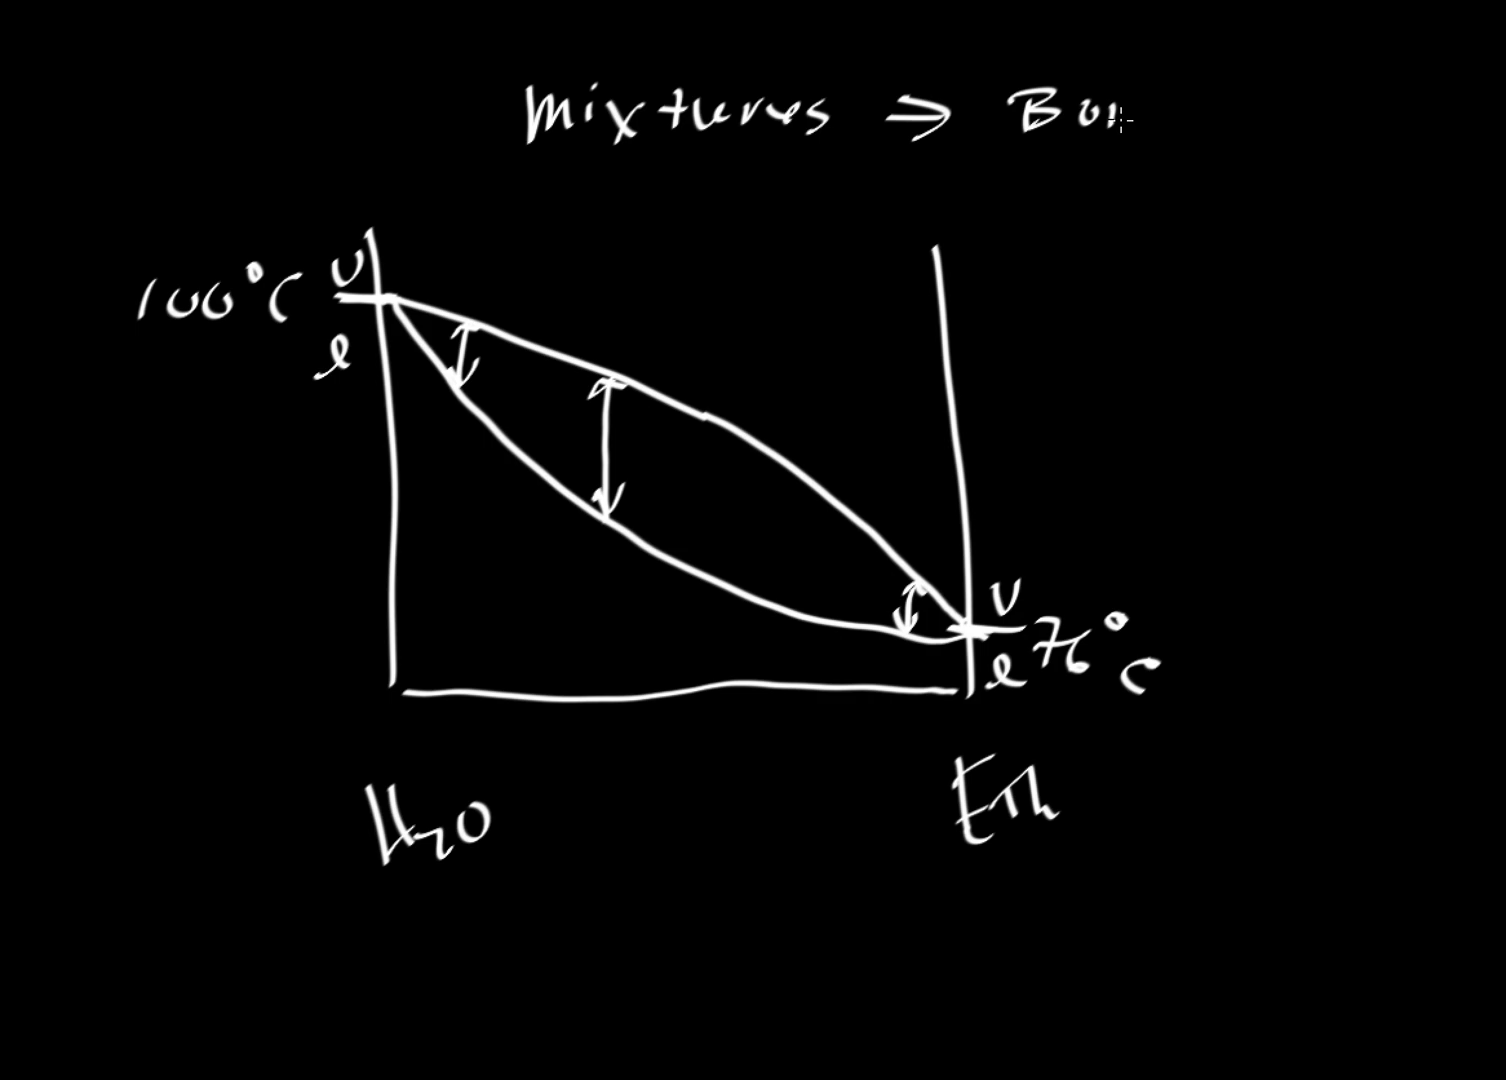 Mixtures ⇒ Boi
100°C
V
l
V
l
76°C
H2O
Eth